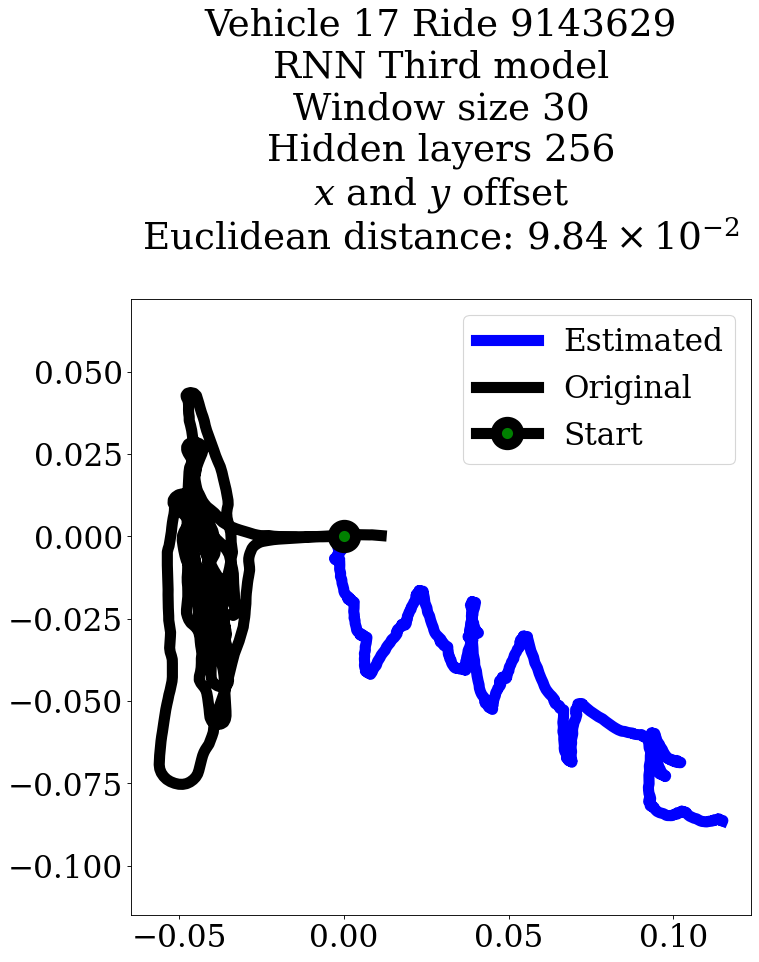 Vehicle 17 Ride 9143629
RNN Third model
Window size 30
Hidden layers 256
x and y offset
Euclidean distance: 9.84 × 10⁻²
Estimated
Original
Start
0.050
0.025
0.000
−0.025
−0.050
−0.075
−0.100
−0.05 0.00 0.05 0.10